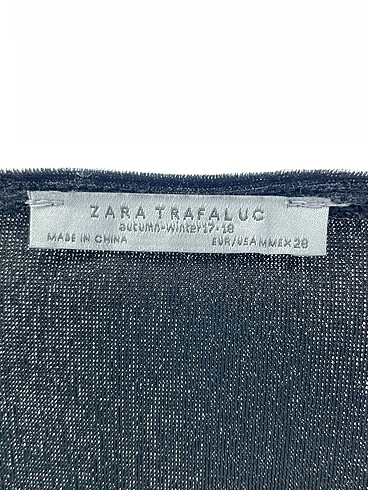 ZARA TRAFALUC
autumn-winter17-18
MADE IN CHINA
EUR/USA M MEX 28